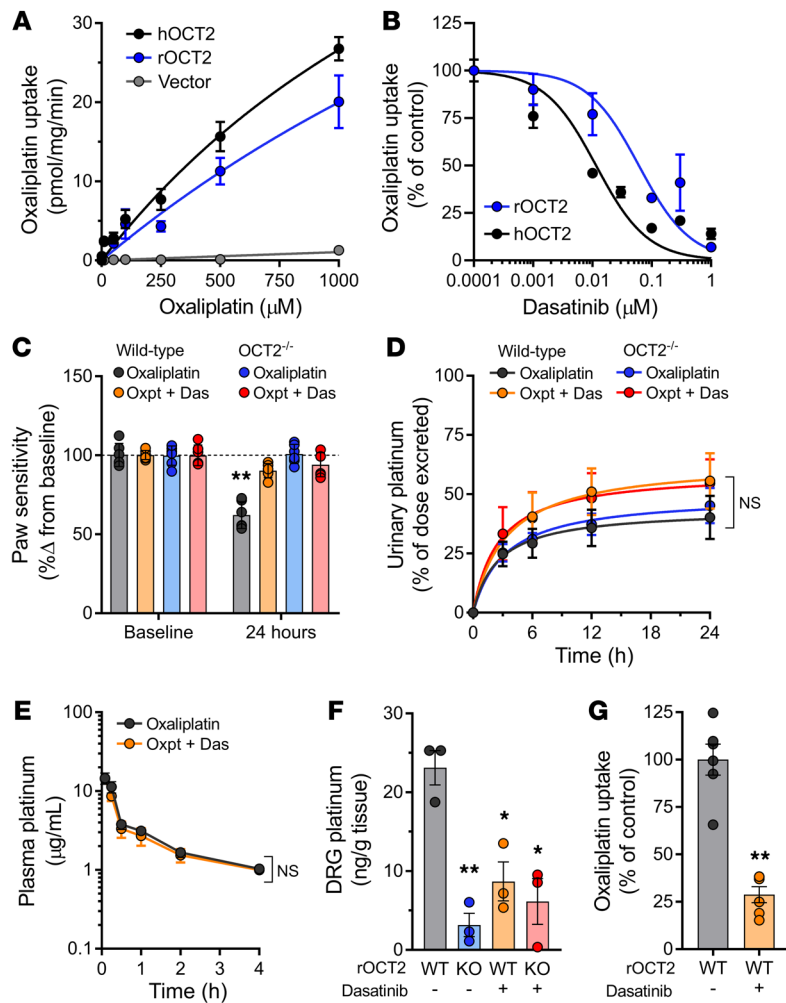 A
Oxaliplatin uptake
(pmol/mg/min)
30
20
10
0
hOCT2
rOCT2
Vector
0
250
500
750
1000
Oxaliplatin (μM)
B
Oxaliplatin uptake
(% of control)
125
100
75
50
25
0
rOCT2
hOCT2
0.0001
0.001
0.01
0.1
1
Dasatinib (μM)
C
Wild-type
OCT2-/-
Oxaliplatin
Oxpt + Das
Oxaliplatin
Oxpt + Das
Paw sensitivity
(%Δ from baseline)
150
100
50
0
**
Baseline
24 hours
D
Wild-type
OCT2-/-
Oxaliplatin
Oxpt + Das
Oxaliplatin
Oxpt + Das
Urinary platinum
(% of dose excreted)
100
75
50
25
0
NS
0
6
12
18
24
Time (h)
E
Oxaliplatin
Oxpt + Das
Plasma platinum
(μg/mL)
100
10
1
0.1
NS
0
1
2
3
4
Time (h)
F
DRG platinum
(ng/g tissue)
30
20
10
0
**
*
*
rOCT2 WT KO WT KO
Dasatinib - - + +
G
Oxaliplatin uptake
(% of control)
125
100
75
50
25
0
**
rOCT2 WT WT
Dasatinib - +